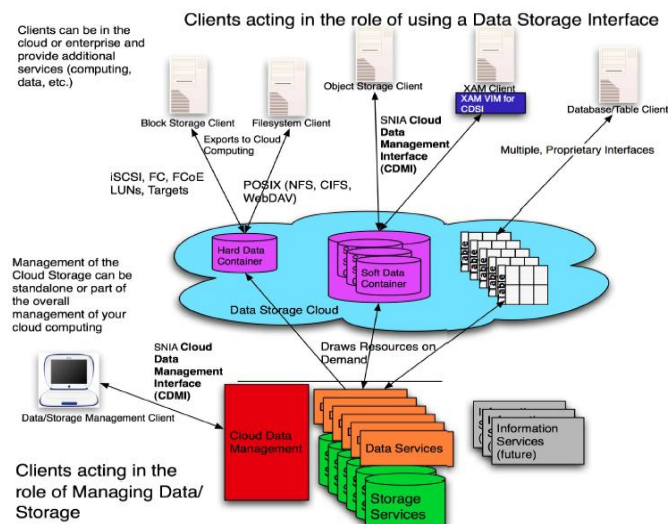 Clients acting in the role of using a Data Storage Interface
Clients can be in the
cloud or enterprise and
provide additional
services (computing,
data, etc.)
Block Storage Client
Filesystem Client
Object Storage Client
XAM Client
XAM VIM for
CDSI
Database/Table Client
Exports to Cloud
Computing
iSCSI, FC, FCoE
LUNs, Targets
POSIX (NFS, CIFS,
WebDAV)
SNIA Cloud
Data
Management
Interface
(CDMI)
Multiple, Proprietary Interfaces
Hard Data
Container
Soft Data
Container
Table
Table
Table
Data Storage Cloud
Management of the
Cloud Storage can be
standalone or part of
the overall
management of your
cloud computing
SNIA Cloud
Data
Management
Interface
(CDMI)
Draws Resources on
Demand
Data/Storage Management Client
Cloud Data
Management
Data Services
Storage
Services
Information
Services
(future)
Clients acting in the
role of Managing Data/
Storage